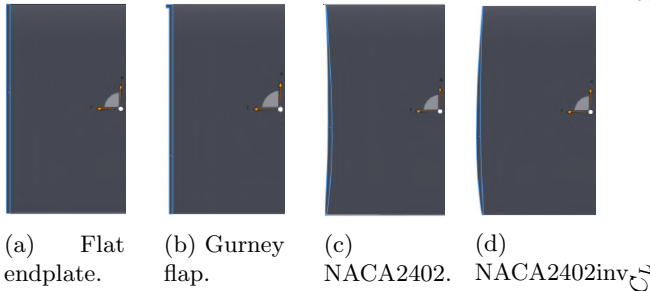 (a) Flat endplate.
(b) Gurney flap.
(c) NACA2402.
(d) NACA2402inv.